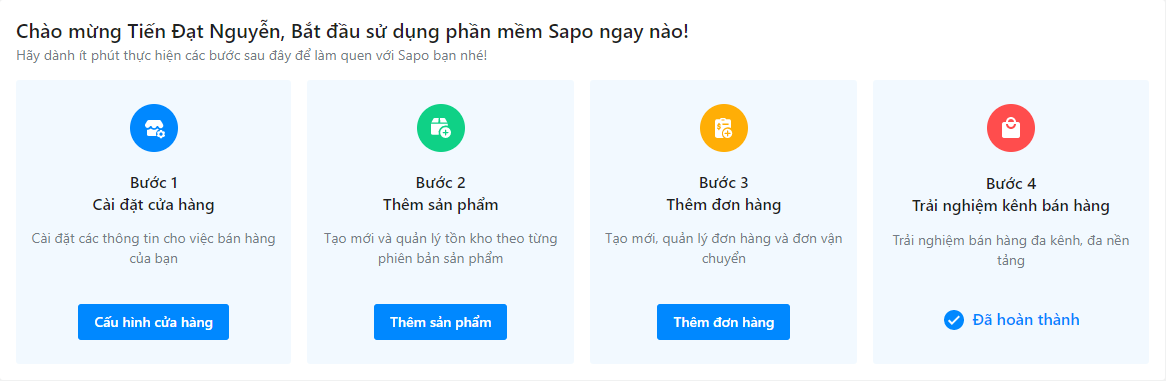 Chào mừng Tiến Đạt Nguyễn, Bắt đầu sử dụng phần mềm Sapo ngay nào!
Hãy dành ít phút thực hiện các bước sau đây để làm quen với Sapo bạn nhé!
Bước 1
Cài đặt cửa hàng
Cài đặt các thông tin cho việc bán hàng
của bạn
Cấu hình cửa hàng
Bước 2
Thêm sản phẩm
Tạo mới và quản lý tồn kho theo từng
phiên bản sản phẩm
Thêm sản phẩm
Bước 3
Thêm đơn hàng
Tạo mới, quản lý đơn hàng và đơn vận
chuyển
Thêm đơn hàng
Bước 4
Trải nghiệm kênh bán hàng
Trải nghiệm bán hàng đa kênh, đa nền
tảng
Đã hoàn thành